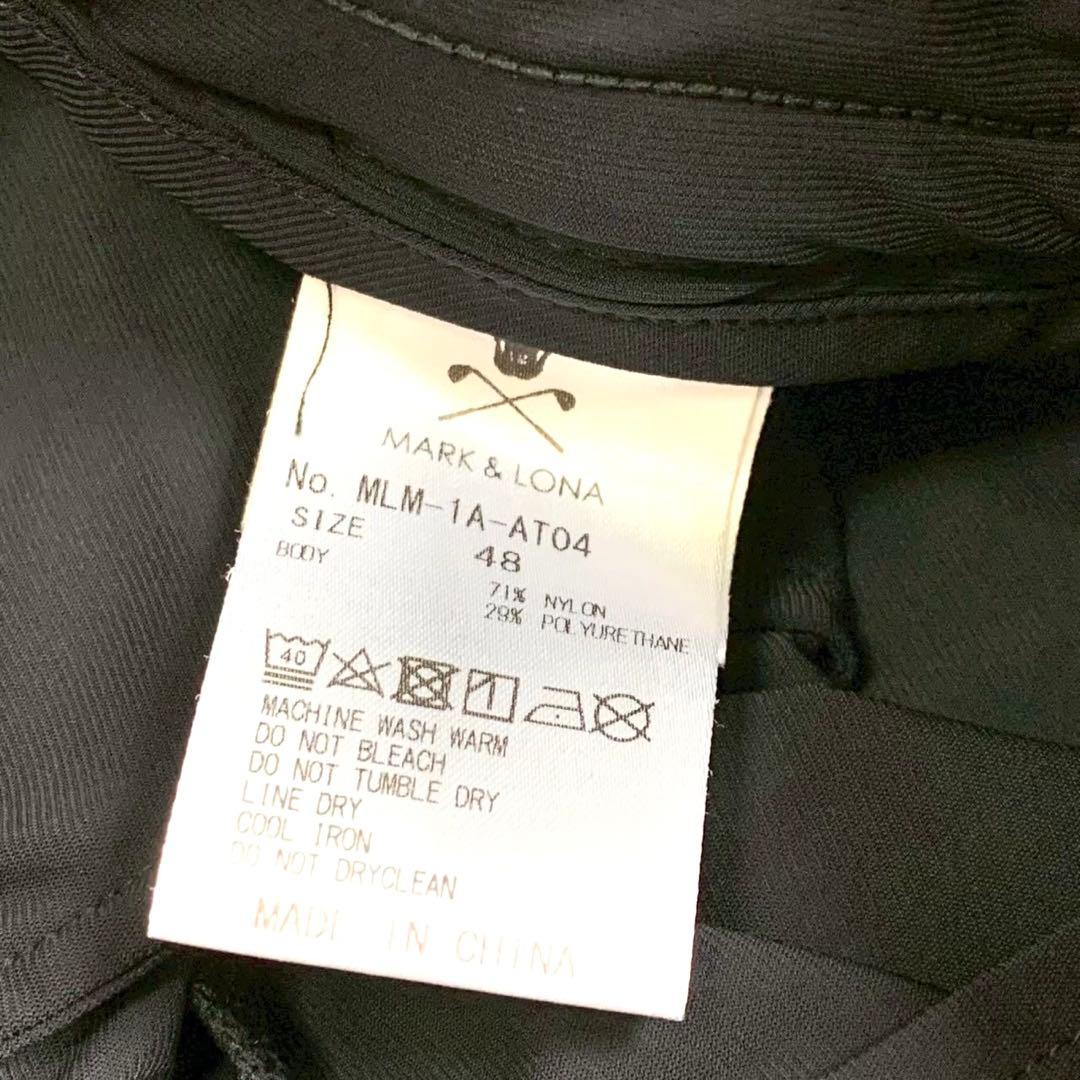 MARK & LONA
No. MLM-1A-AT04
SIZE 48
BODY
71% NYLON
29% POLYURETHANE
40
MACHINE WASH WARM
DO NOT BLEACH
DO NOT TUMBLE DRY
LINE DRY
COOL IRON
DO NOT DRYCLEAN
MADE IN CHINA